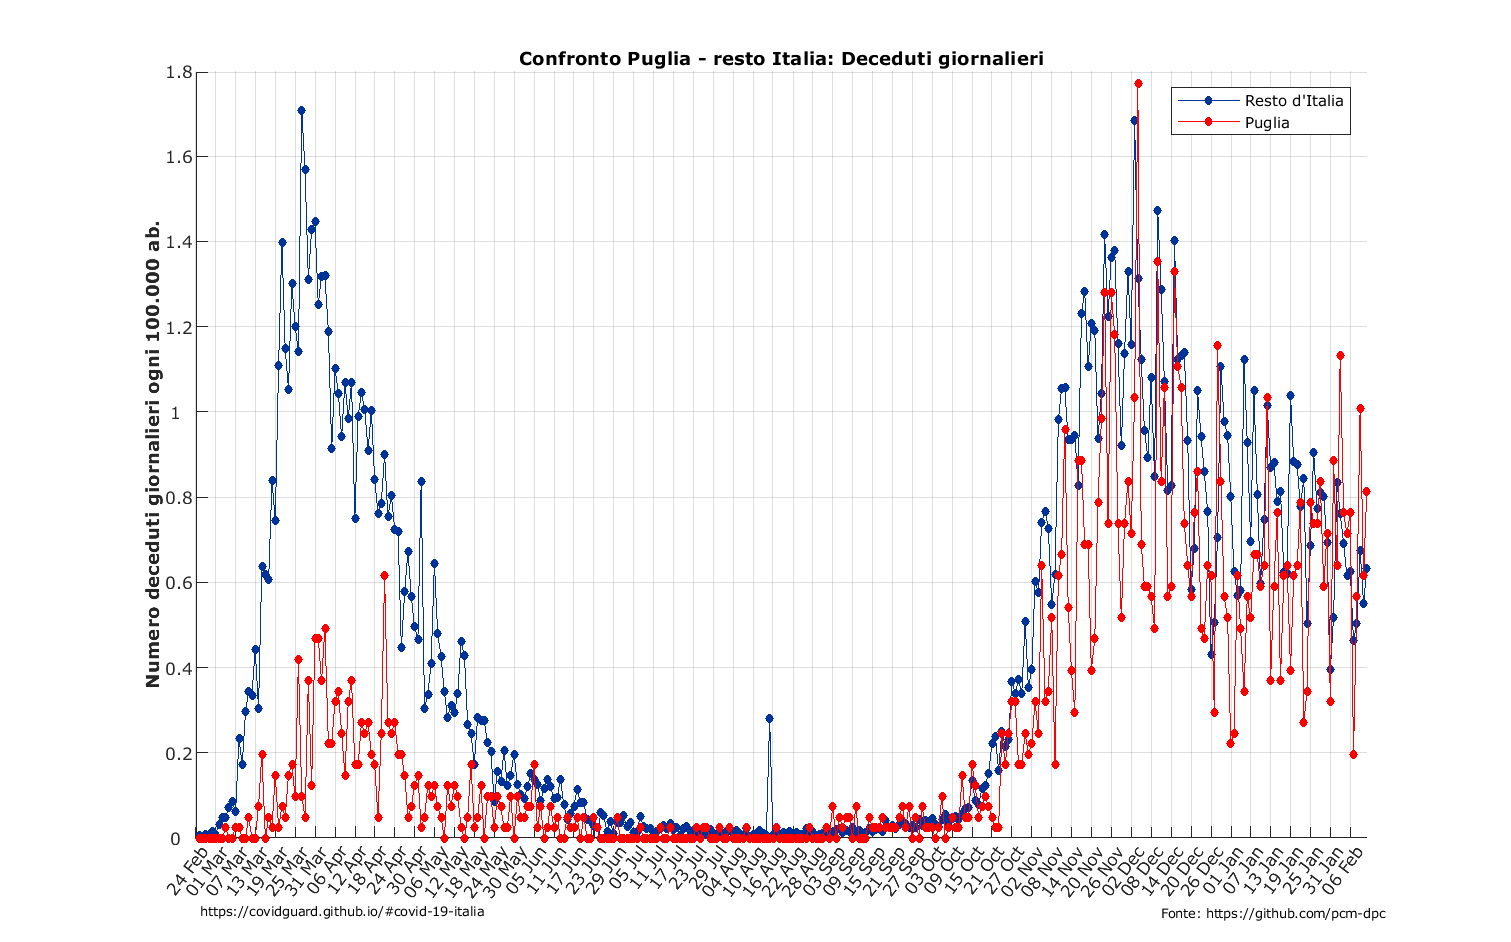 Confronto Puglia - resto Italia: Deceduti giornalieri
Numero deceduti giornalieri ogni 100.000 ab.
1.8
1.6
1.4
1.2
1
0.8
0.6
0.4
0.2
0
Resto d'Italia
Puglia
24 Feb
01 Mar
07 Mar
13 Mar
19 Mar
25 Mar
31 Mar
06 Apr
12 Apr
18 Apr
24 Apr
30 Apr
06 May
12 May
18 May
24 May
30 May
05 Jun
11 Jun
17 Jun
23 Jun
29 Jun
05 Jul
11 Jul
17 Jul
23 Jul
29 Jul
04 Aug
10 Aug
16 Aug
22 Aug
28 Aug
03 Sep
09 Sep
15 Sep
21 Sep
27 Sep
03 Oct
09 Oct
15 Oct
21 Oct
27 Oct
02 Nov
08 Nov
14 Nov
20 Nov
26 Nov
02 Dec
08 Dec
14 Dec
20 Dec
26 Dec
01 Jan
07 Jan
13 Jan
19 Jan
25 Jan
31 Jan
06 Feb
https://covidguard.github.io/#covid-19-italia
Fonte: https://github.com/pcm-dpc